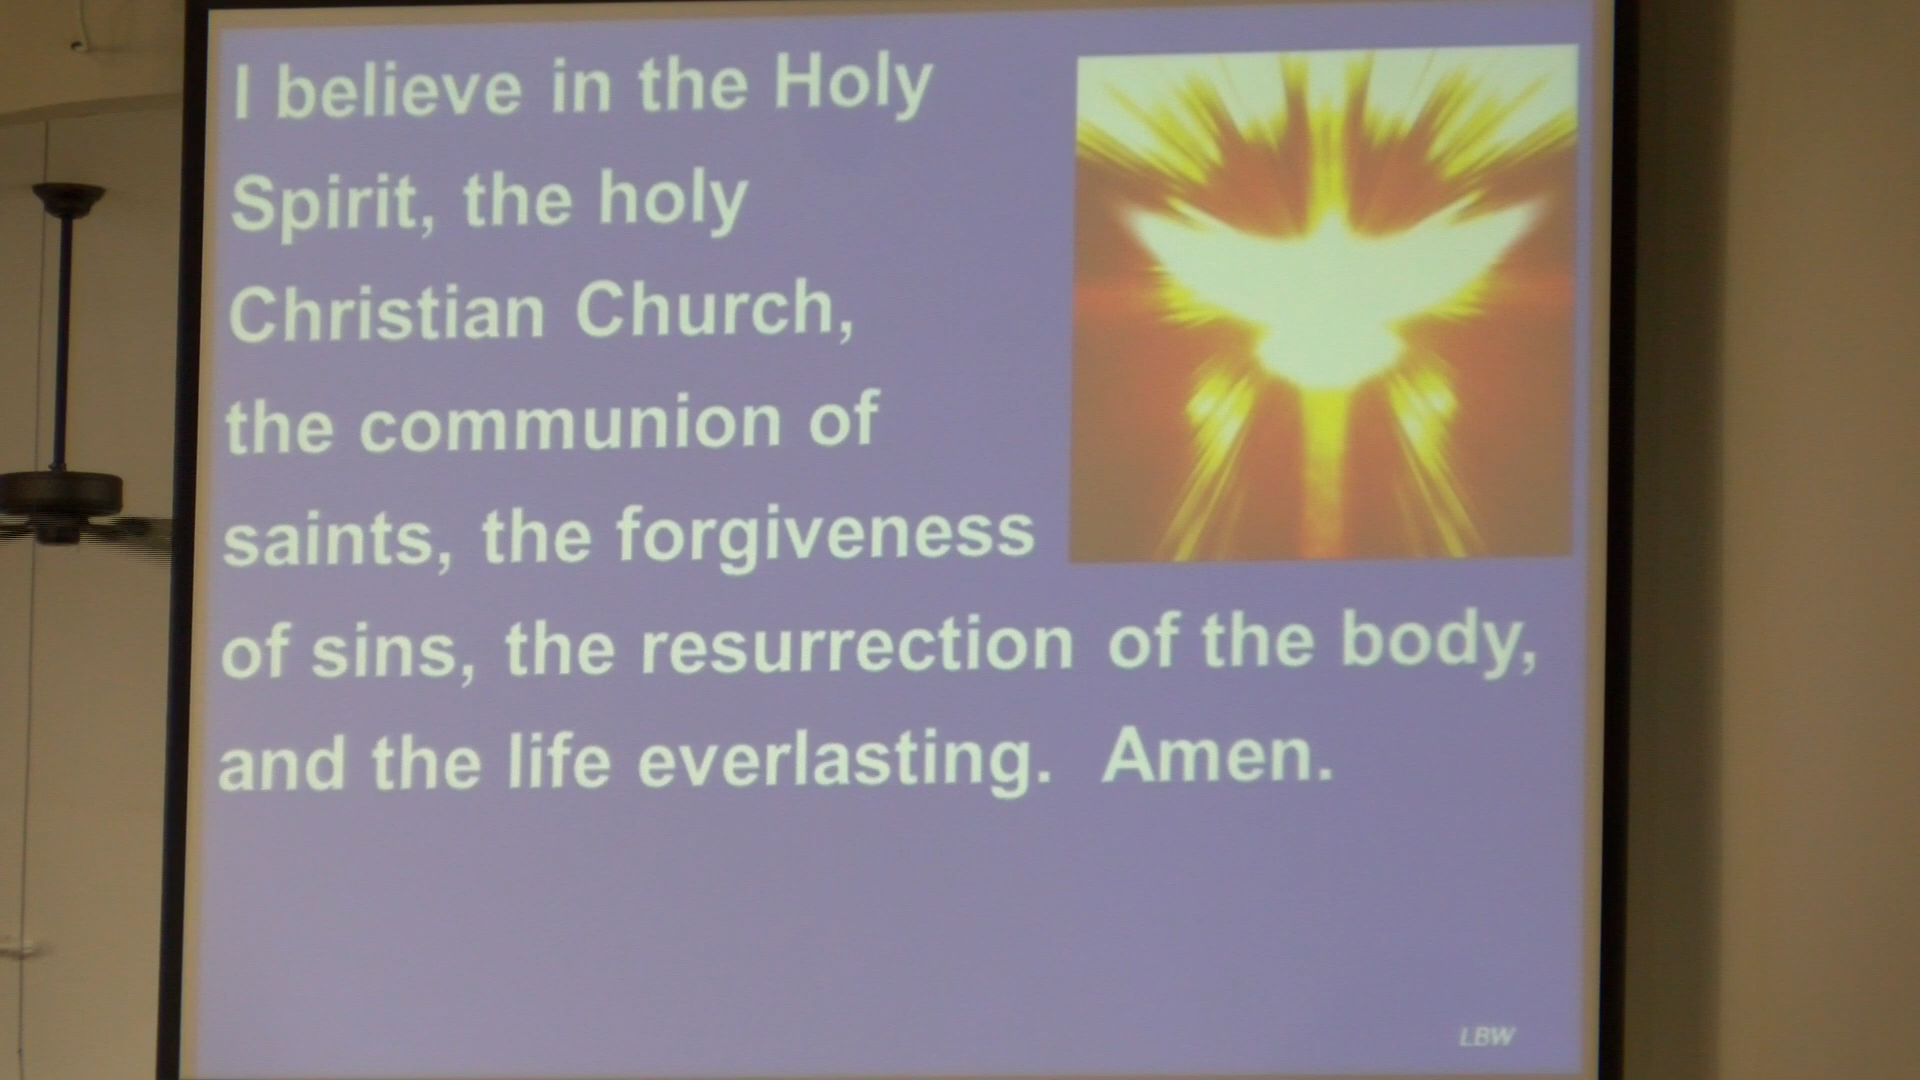 I believe in the Holy
Spirit, the holy
Christian Church,
the communion of
saints, the forgiveness
of sins, the resurrection of the body,
and the life everlasting. Amen.
LBW